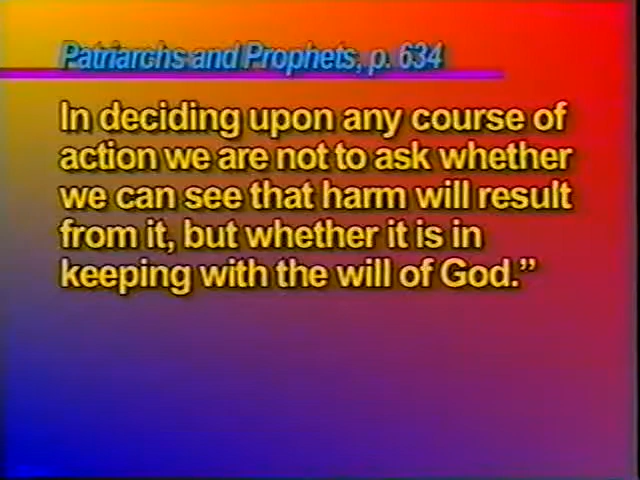 Patriarchs and Prophets, p. 634
In deciding upon any course of
action we are not to ask whether
we can see that harm will result
from it, but whether it is in
keeping with the will of God.”